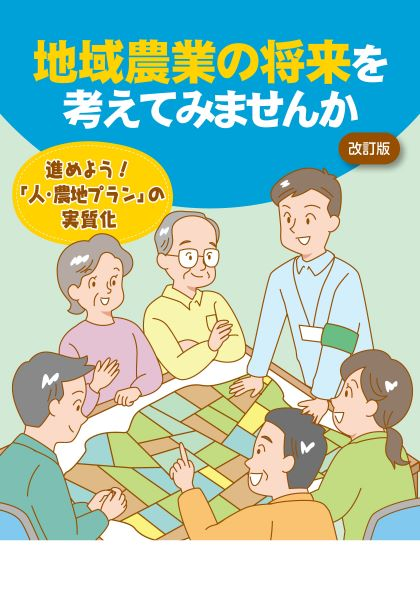 地域農業の将来を
考えてみませんか
改訂版
進めよう！
「人・農地プラン」の
実質化